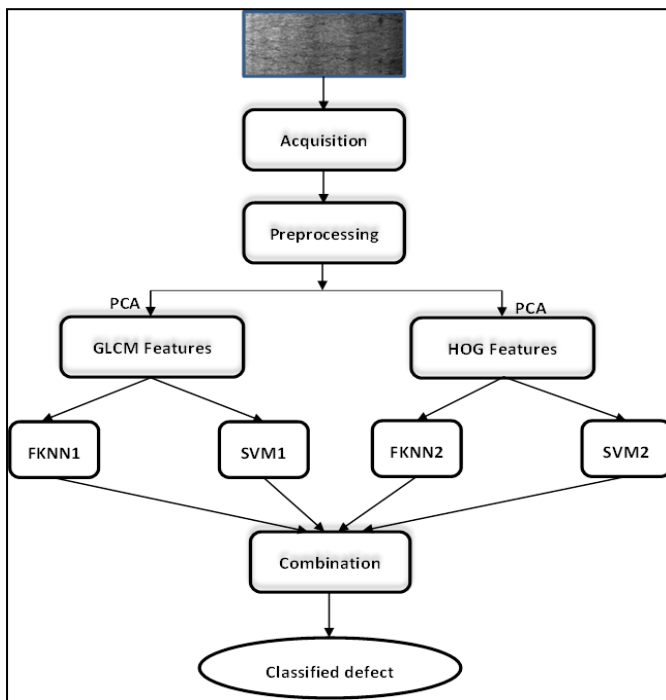 Acquisition
Preprocessing
PCA
PCA
GLCM Features
HOG Features
FKNN1
SVM1
FKNN2
SVM2
Combination
Classified defect